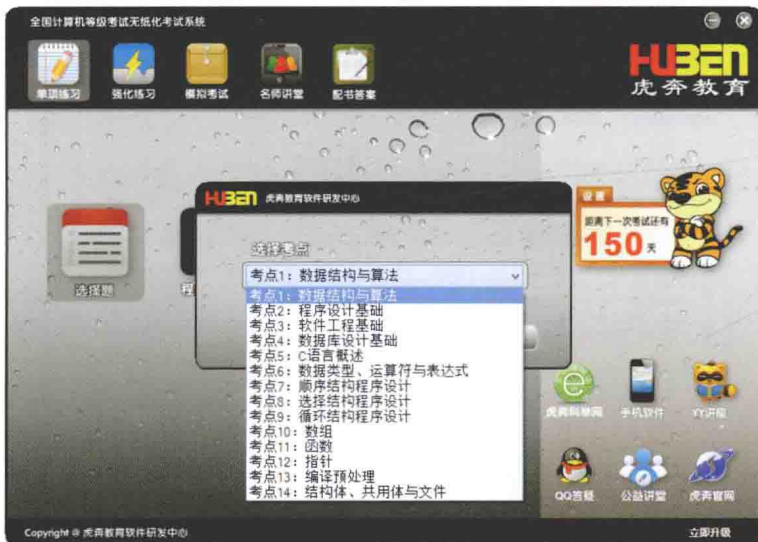 全国计算机等级考试无纸化考试系统
单项练习
强化练习
模拟考试
名师讲堂
配书答案
HUBEN
虎奔教育
HUBEN 虎奔教育软件研发中心
设置
距离下一次考试还有
150天
选择考点
选择题
程
考点1：数据结构与算法
考点1：数据结构与算法
考点2：程序设计基础
考点3：软件工程基础
考点4：数据库设计基础
考点5：C语言概述
考点6：数据类型、运算符与表达式
考点7：顺序结构程序设计
考点8：选择结构程序设计
考点9：循环结构程序设计
考点10：数组
考点11：函数
考点12：指针
考点13：编译预处理
考点14：结构体、共用体与文件
虎奔科单网
手机软件
YY讲座
QQ答疑
公益讲堂
虎奔官网
Copyright @ 虎奔教育软件研发中心
立即升级